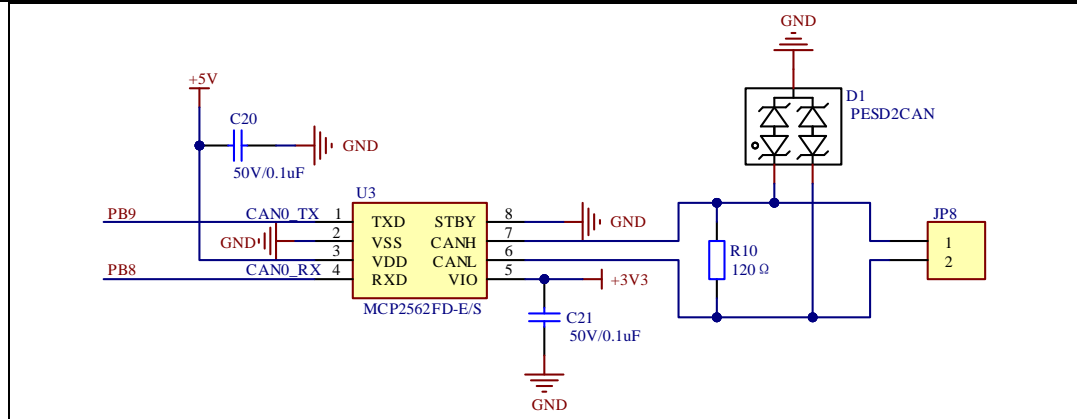 GND
+5V
D1
PESD2CAN
C20
GND
50V/0.1uF
U3
PB9 CAN0_TX 1 TXD STBY 8 GND
JP8
GND 2 VSS CANH 7
1
3 VDD CANL 6
R10
2
120 Ω
PB8 CAN0_RX 4 RXD VIO 5 +3V3
MCP2562FD-E/S
C21
50V/0.1uF
GND